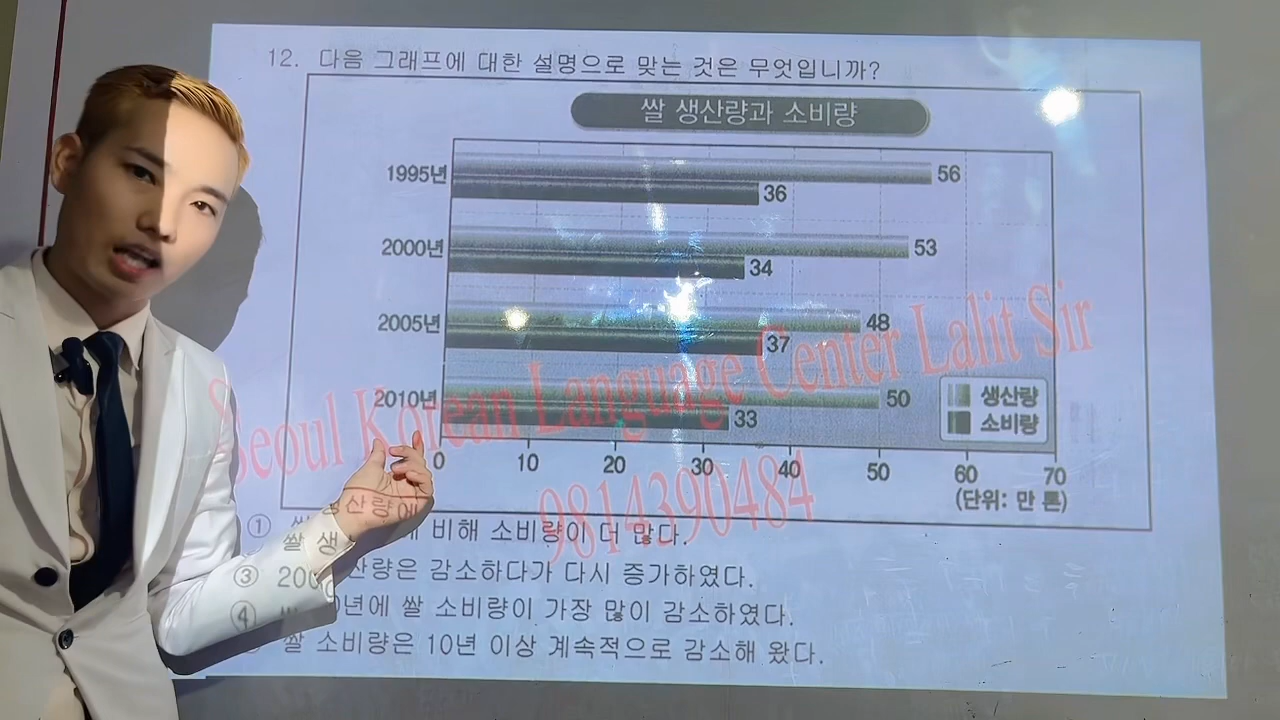 12. 다음 그래프에 대한 설명으로 맞는 것은 무엇입니까?
쌀 생산량과 소비량
1995년 56
36
2000년 53
34
2005년 48
37
2010년 50
33
생산량
소비량
0 10 20 30 40 50 60 70
(단위: 만 톤)
① 비해 소비량이 더 많다.
쌀 감소하다가 다시 증가하였다.
③ 쌀 소비량이 가장 많이 감소하였다.
④ 쌀 소비량은 10년 이상 계속적으로 감소해 왔다.
Seoul Korean Language Center Lalit Sir
9814390484